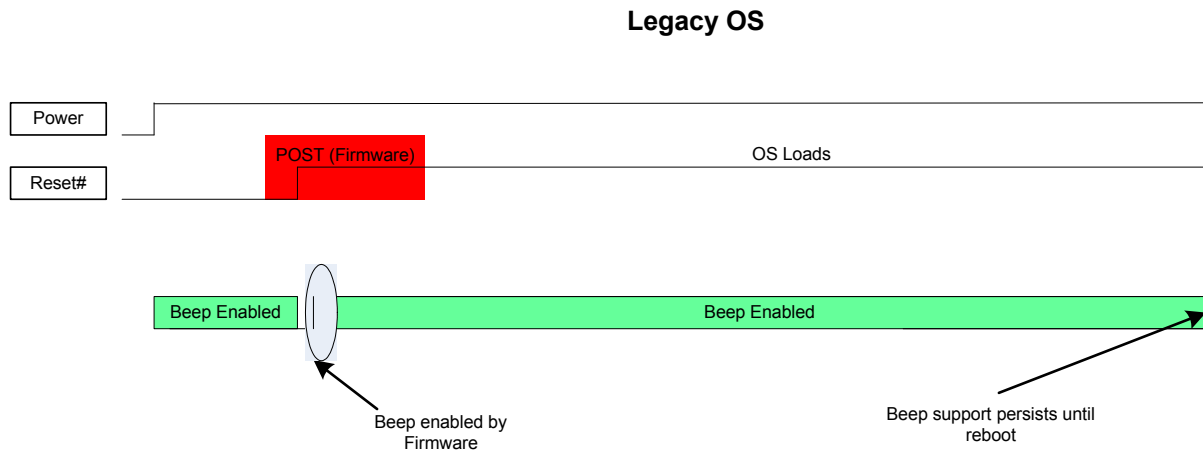 Legacy OS
Power
POST (Firmware)
OS Loads
Reset#
Beep Enabled
Beep Enabled
Beep enabled by
Firmware
Beep support persists until
reboot